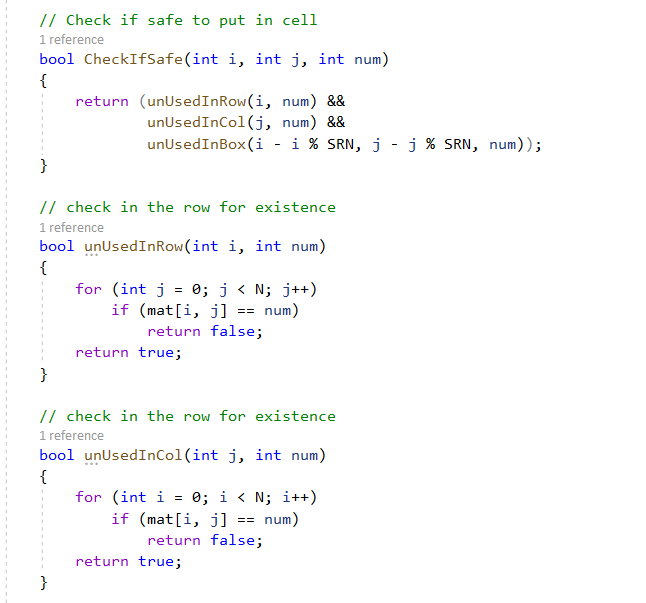 // Check if safe to put in cell
1 reference
bool CheckIfSafe(int i, int j, int num)
{
    return (unUsedInRow(i, num) &&
            unUsedInCol(j, num) &&
            unUsedInBox(i - i % SRN, j - j % SRN, num));
}
// check in the row for existence
1 reference
bool unUsedInRow(int i, int num)
{
    for (int j = 0; j < N; j++)
        if (mat[i, j] == num)
            return false;
    return true;
}
// check in the row for existence
1 reference
bool unUsedInCol(int j, int num)
{
    for (int i = 0; i < N; i++)
        if (mat[i, j] == num)
            return false;
    return true;
}